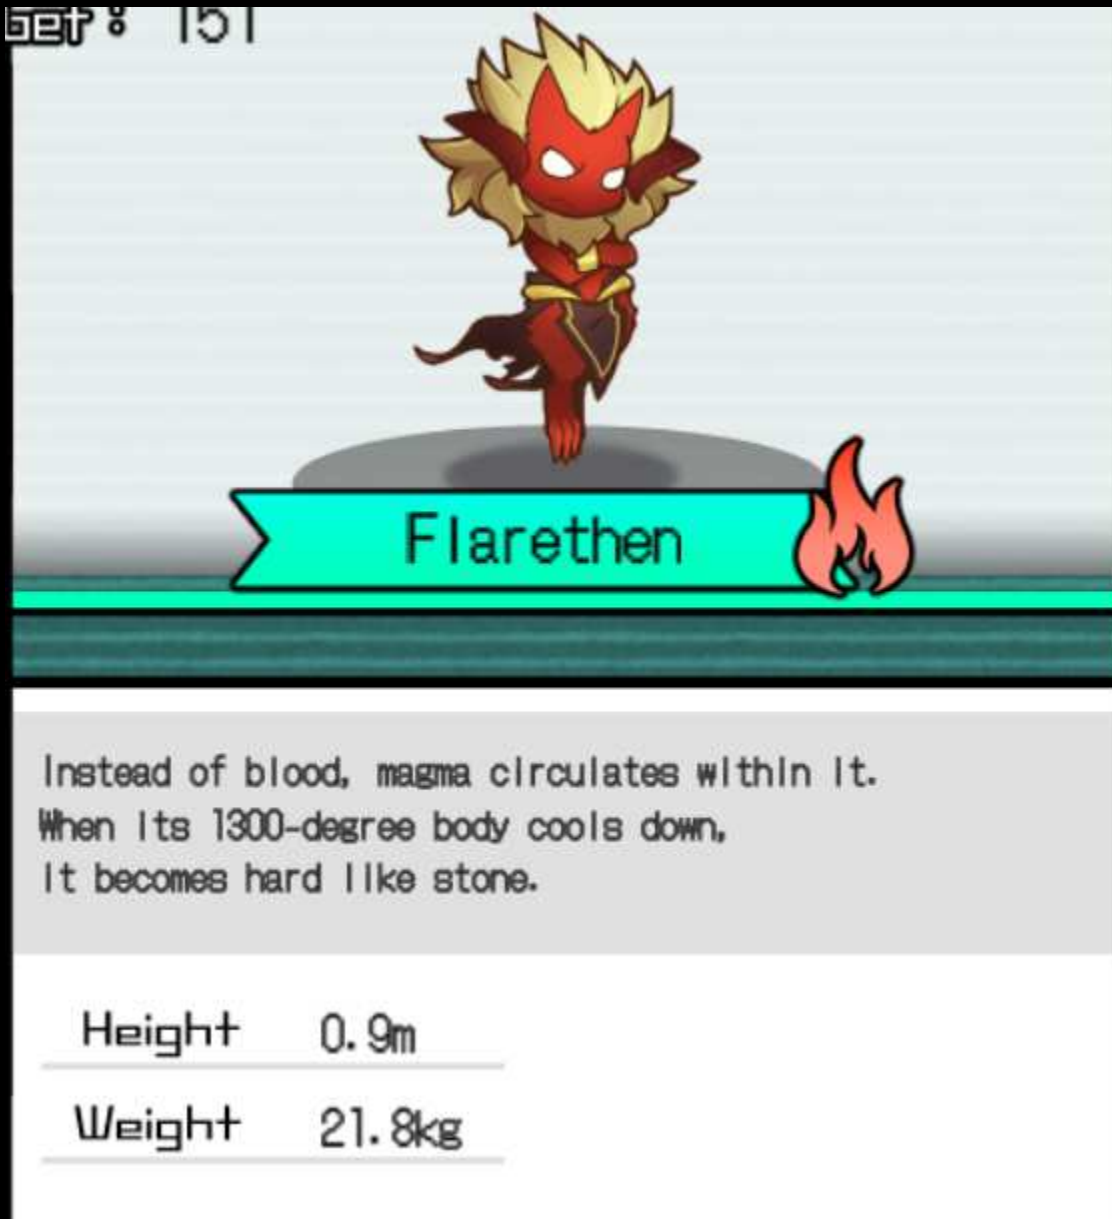 Get: 151
Flarethen
Instead of blood, magma circulates within it.
When its 1300-degree body cools down,
it becomes hard like stone.
Height 0.9m
Weight 21.8kg